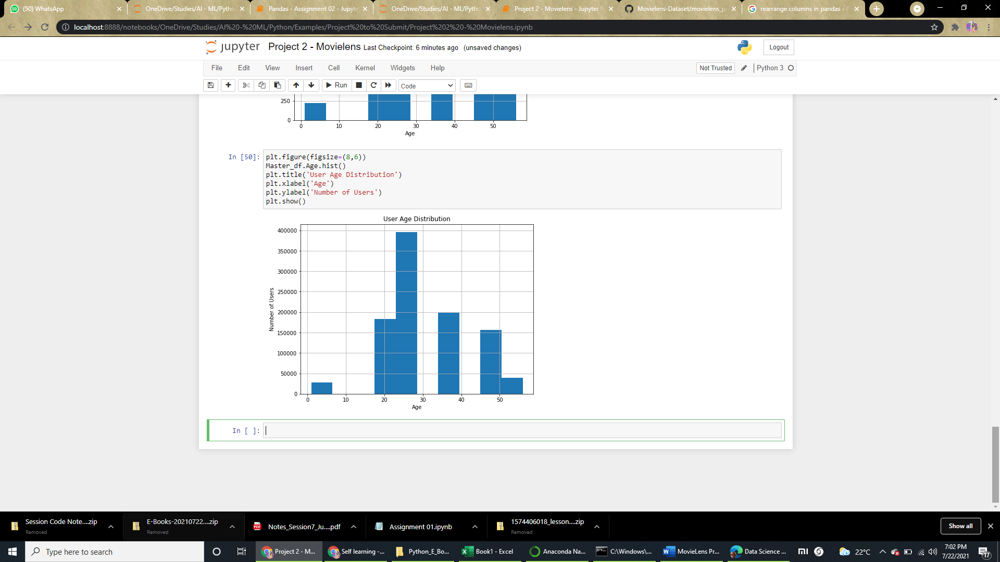 (50) WhatsApp
OneDrive/Studies/AI - ML/Pytho
Pandas - Assignment 02 - Jupyte
OneDrive/Studies/AI - ML/Pytho
Project 2 - Movielens - Jupyter
Movielens-Dataset/movielens_p
rearrange columns in pandas -
localhost:8888/notebooks/OneDrive/Studies/AI%20-%20ML/Python/Examples/Project%20to%20Submit/Project%202%20-%20Movielens.ipynb
jupyter Project 2 - Movielens Last Checkpoint: 6 minutes ago (unsaved changes)
Logout
File Edit View Insert Cell Kernel Widgets Help
Not Trusted Python 3
Run Code
250
0
0 10 20 30 40 50
Age
In [50]:
plt.figure(figsize=(8,6))
Master_df.Age.hist()
plt.title('User Age Distribution')
plt.xlabel('Age')
plt.ylabel('Number of Users')
plt.show()
User Age Distribution
400000
350000
300000
250000
200000
150000
100000
50000
0
Number of Users
0 10 20 30 40 50
Age
In [ ]:
Session Code Note....zip
Removed
E-Books-20210722....zip
Removed
Notes_Session7_Ju....pdf
Assignment 01.ipynb
1574406018_lesson....zip
Removed
Show all
Type here to search
Project 2 - M...
Self learning -...
Python_E_Bo...
Book1 - Excel
Anaconda Na...
C:\Windows\...
MovieLens Pr...
Data Science ...
22°C
7:02 PM
7/22/2021
17